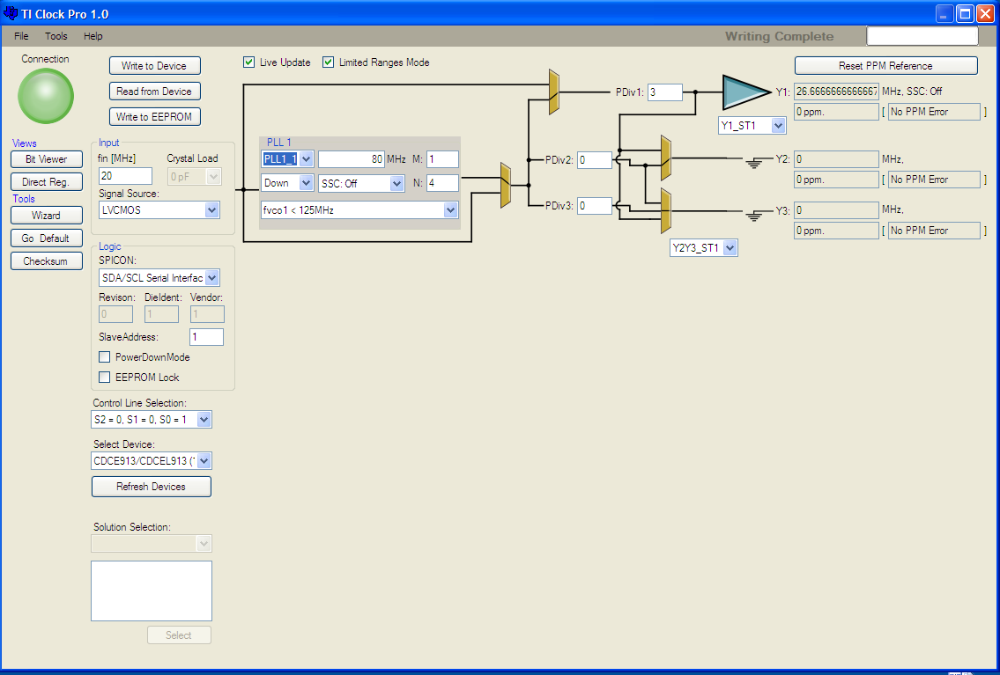 TI Clock Pro 1.0
File Tools Help Writing Complete
Connection
Write to Device
Read from Device
Write to EEPROM
Live Update Limited Ranges Mode
Reset PPM Reference
Views
Bit Viewer
Direct Reg.
Tools
Wizard
Go Default
Checksum
Input
fin [MHz] Crystal Load
20 0 pF
Signal Source:
LVCMOS
Logic
SPICON:
SDA/SCL Serial Interfac
Revison: DieIdent: Vendor:
0 1 1
SlaveAddress: 1
PowerDownMode
EEPROM Lock
Control Line Selection:
S2 = 0, S1 = 0, S0 = 1
Select Device:
CDCE913/CDCEL913 (
Refresh Devices
Solution Selection:
Select
PLL 1
PLL1_1 80 MHz M: 1
Down SSC: Off N: 4
fvco1 < 125MHz
PDiv1: 3
PDiv2: 0
PDiv3: 0
Y1_ST1
Y2Y3_ST1
Y1: 26.6666666666667 MHz, SSC: Off
0 ppm. [ No PPM Error ]
Y2: 0 MHz,
0 ppm. [ No PPM Error ]
Y3: 0 MHz,
0 ppm. [ No PPM Error ]